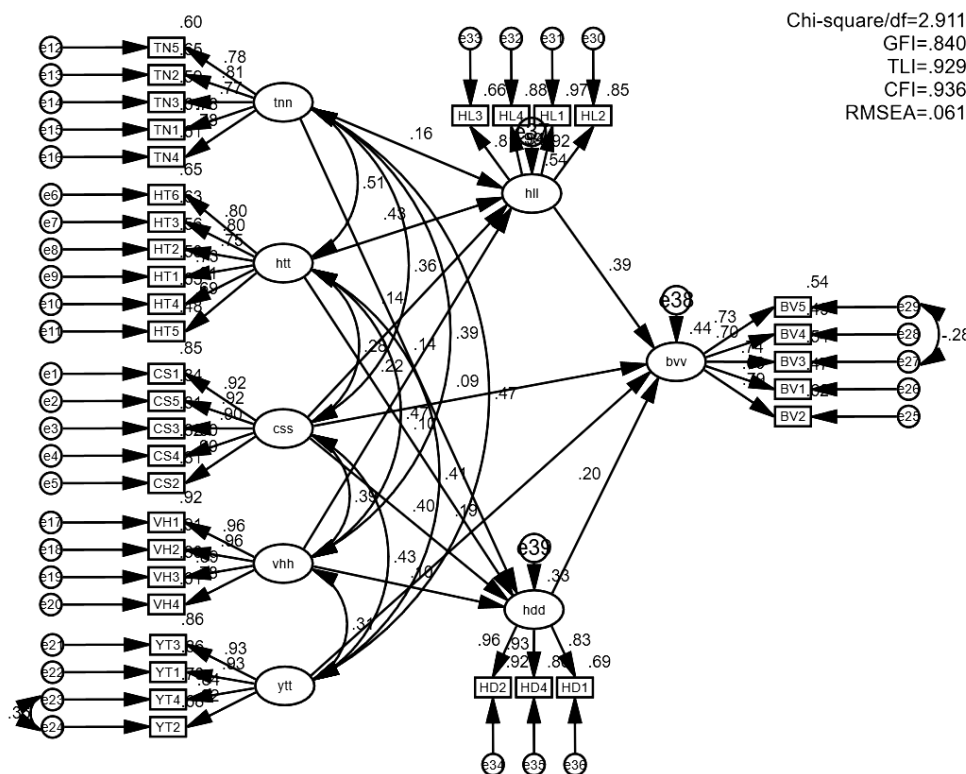 Chi-square/df=2.911
GFI=.840
TLI=.929
CFI=.936
RMSEA=.061
.60
e12 TN5 .78
e13 TN2 .81
e14 TN3 .77
e15 TN1
e16 TN4
tnn
.65
e6 HT6 .80
e7 HT3 .80
e8 HT2 .75
e9 HT1
e10 HT4
e11 HT5
htt
.85
e1 CS1 .92
e2 CS5 .92
e3 CS3 .90
e4 CS4
e5 CS2
css
.92
e17 VH1 .96
e18 VH2 .96
e19 VH3
e20 VH4
vhh
.86
e21 YT3 .93
e22 YT1 .93
e23 YT4
e24 YT2
ytt
e33 e32 e31 e30
.66 .88 .97 .85
HL3 HL4 HL1 HL2
.54
hll
.16
.51
.43
.36
.14
.39
.28
.14
.22
.09
.47
.47
.10
.41
.39
.40
.19
.43
.10
.31
.39
.20
e38
.44
bvv
.54
.73 BV5 e29
.70 BV4 e28
.74 BV3 e27
BV1 e26
BV2 e25
-.28
e39
.33
hdd
.96 .93 .83
.92 .69
HD2 HD4 HD1
e34 e35 e36